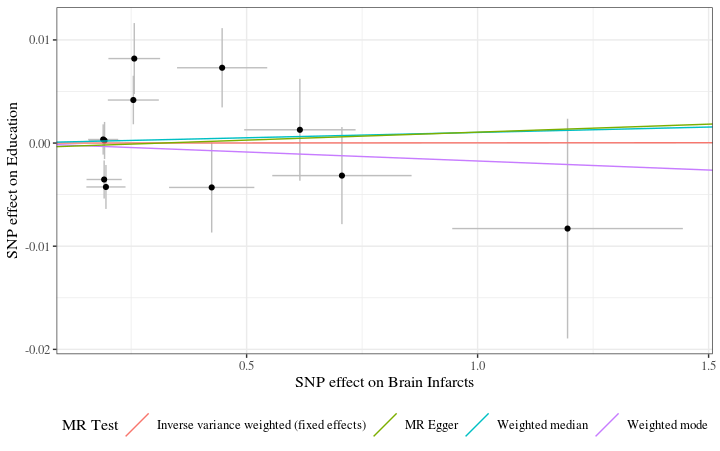 0.01
0.00
-0.01
-0.02
SNP effect on Education
0.5
1.0
1.5
SNP effect on Brain Infarcts
MR Test
Inverse variance weighted (fixed effects)
MR Egger
Weighted median
Weighted mode